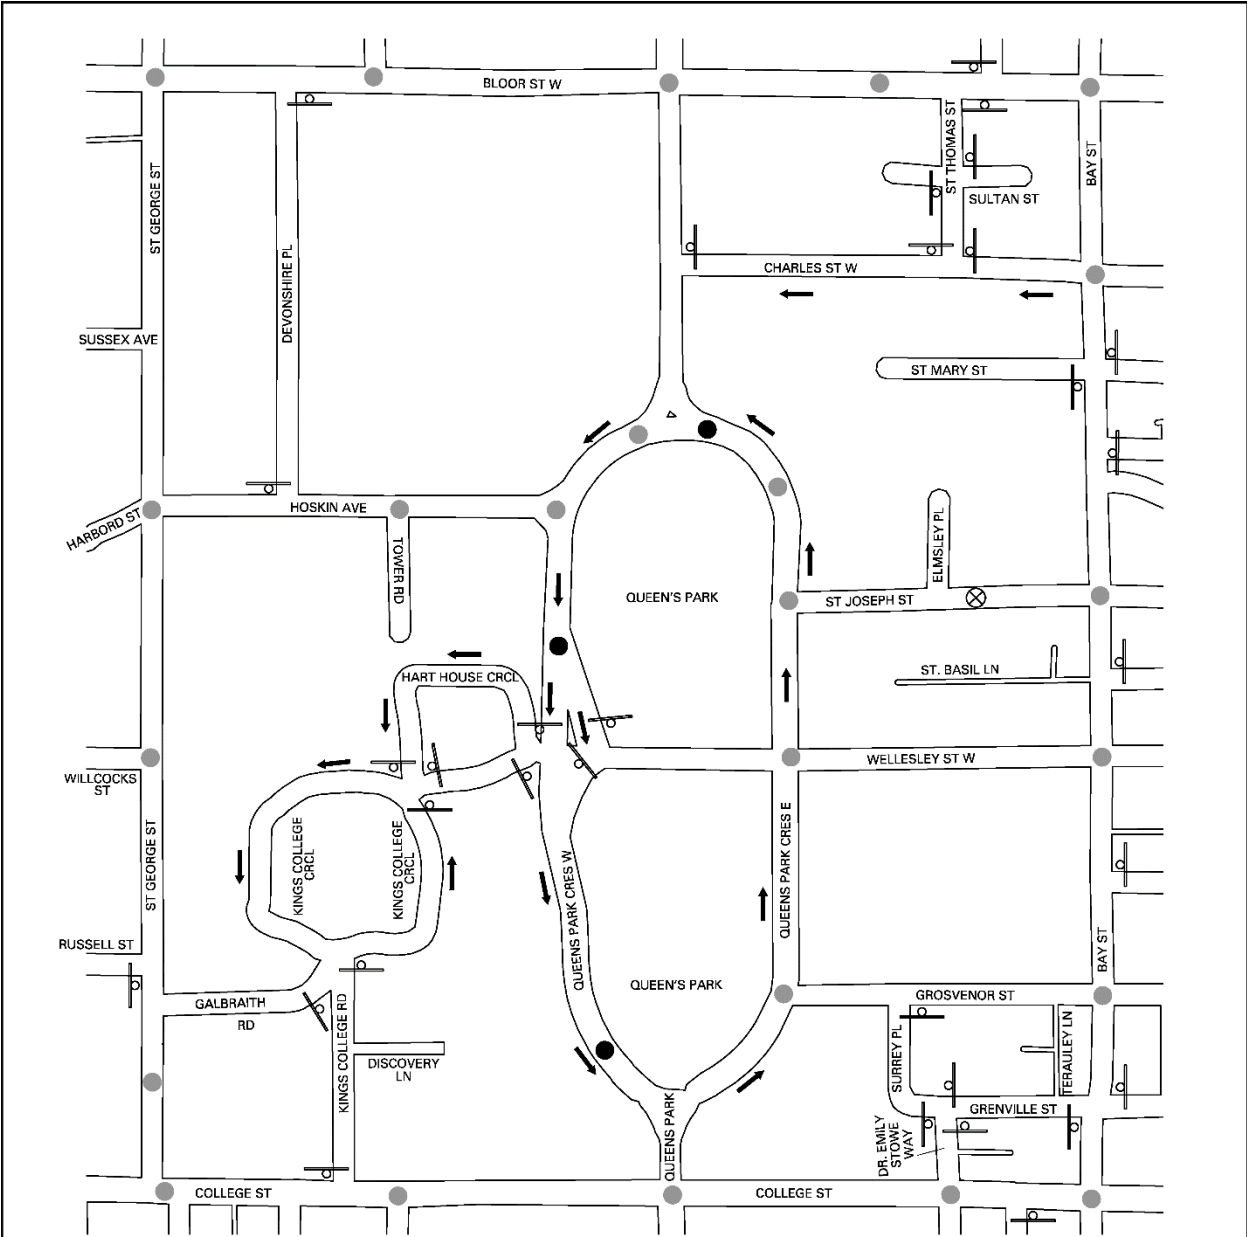 BLOOR ST W
ST THOMAS ST
BAY ST
ST GEORGE ST
SULTAN ST
DEVONSHIRE PL
CHARLES ST W
SUSSEX AVE
ST MARY ST
HOSKIN AVE
HARBORD ST
ELMSLEY PL
TOWER RD
QUEEN'S PARK
ST JOSEPH ST
ST. BASIL LN
HART HOUSE CRCL
WELLESLEY ST W
WILLCOCKS
ST
KINGS COLLEGE
CRCL
KINGS COLLEGE
CRCL
ST GEORGE ST
QUEENS PARK CRES W
QUEENS PARK CRES E
RUSSELL ST
BAY ST
QUEEN'S PARK
GROSVENOR ST
GALBRAITH
RD
KINGS COLLEGE RD
SURREY PL
TERAULEY LN
DISCOVERY
LN
GRENVILLE ST
QUEENS PARK
DR. EMILY
STOWE
WAY
COLLEGE ST
COLLEGE ST